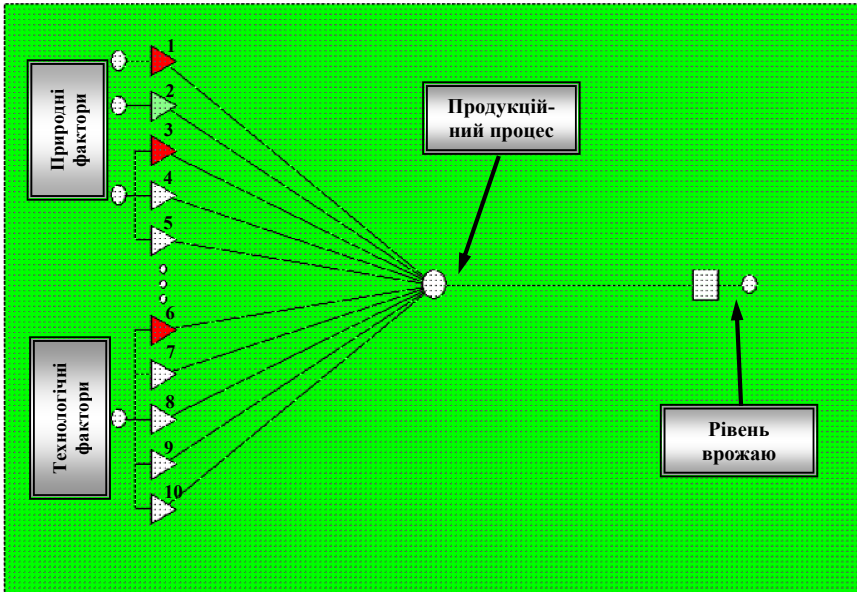 1
2
3
4
5
Природні
фактори
Продукцій-
ний процес
6
7
8
9
10
Технологічні
фактори
Рівень
врожаю